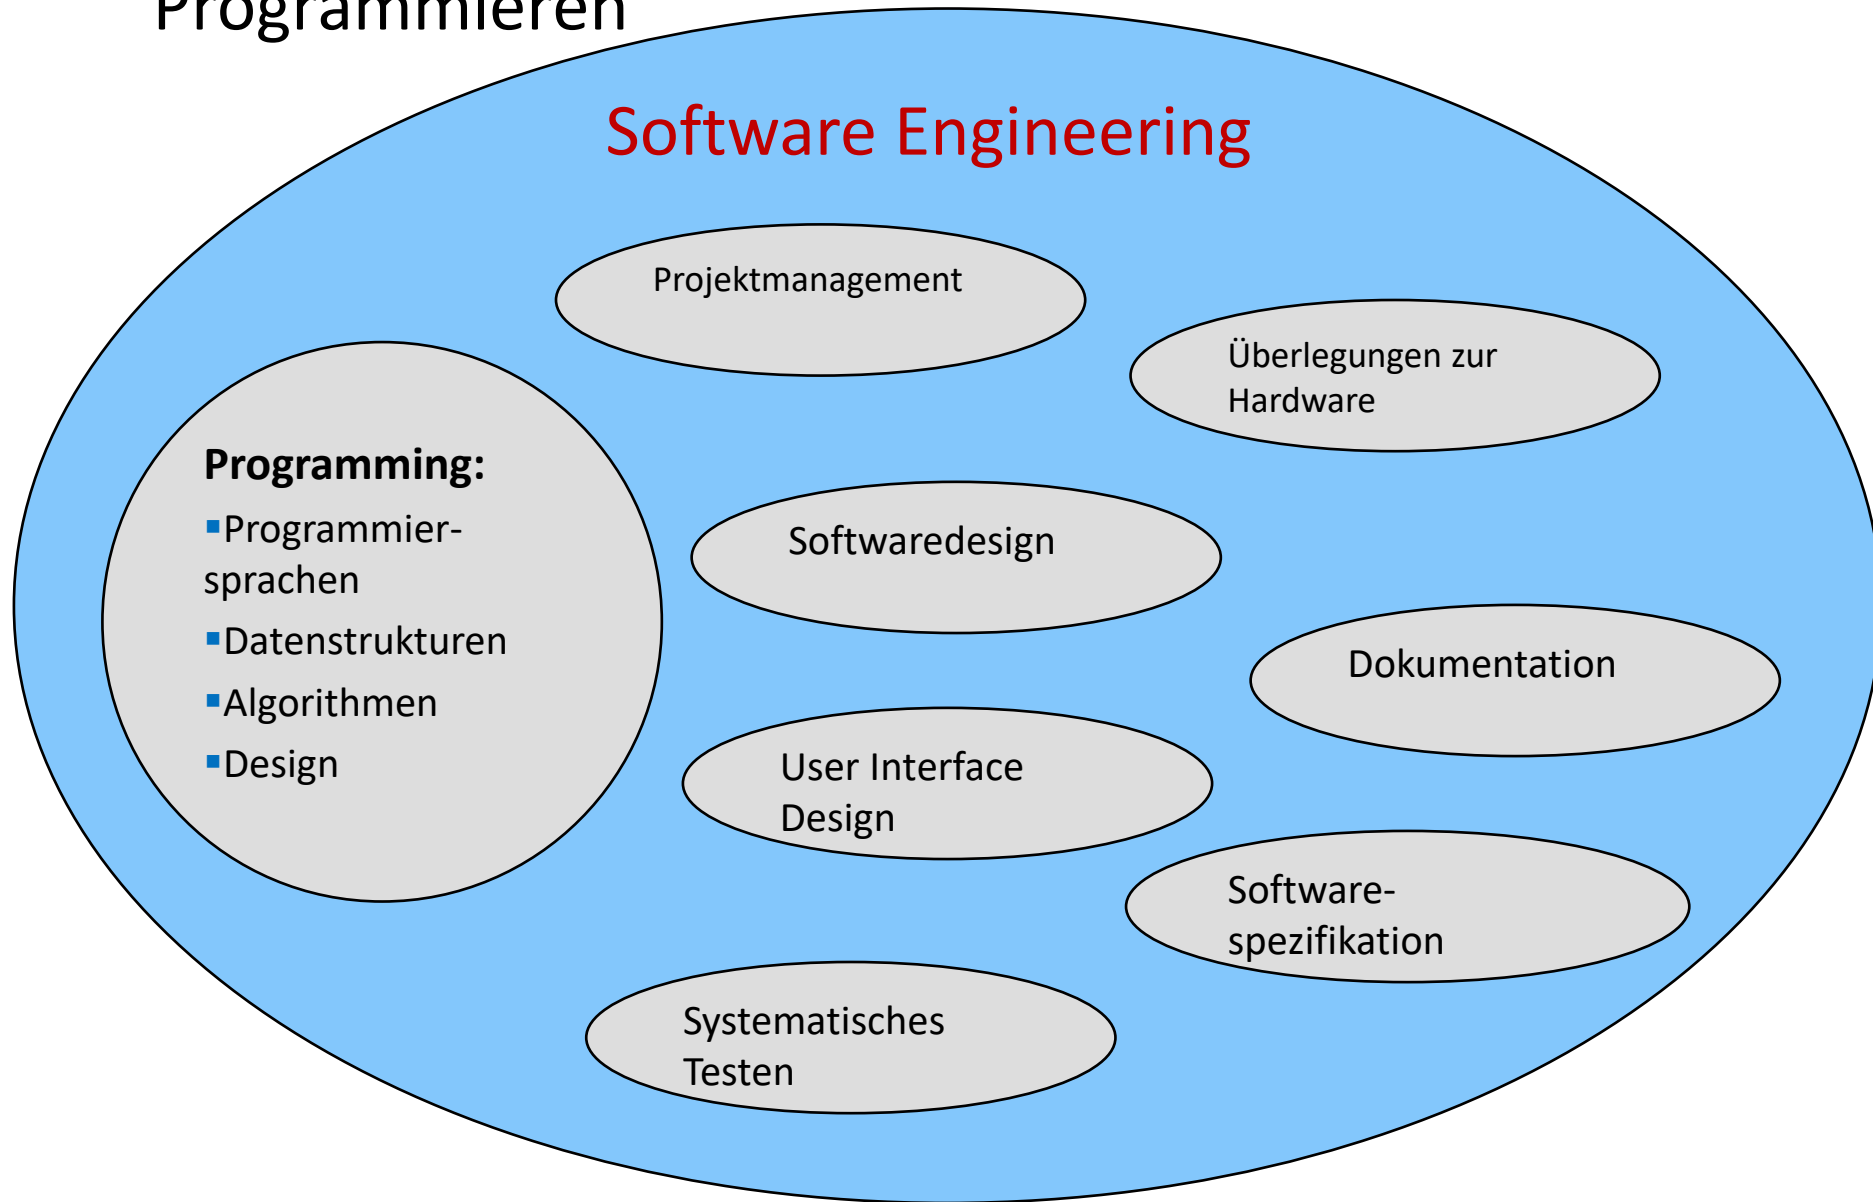 Programmieren
Software Engineering
Projektmanagement
Überlegungen zur
Hardware
Programming:
▪Programmier-
sprachen
▪Datenstrukturen
▪Algorithmen
▪Design
Softwaredesign
Dokumentation
User Interface
Design
Software-
spezifikation
Systematisches
Testen